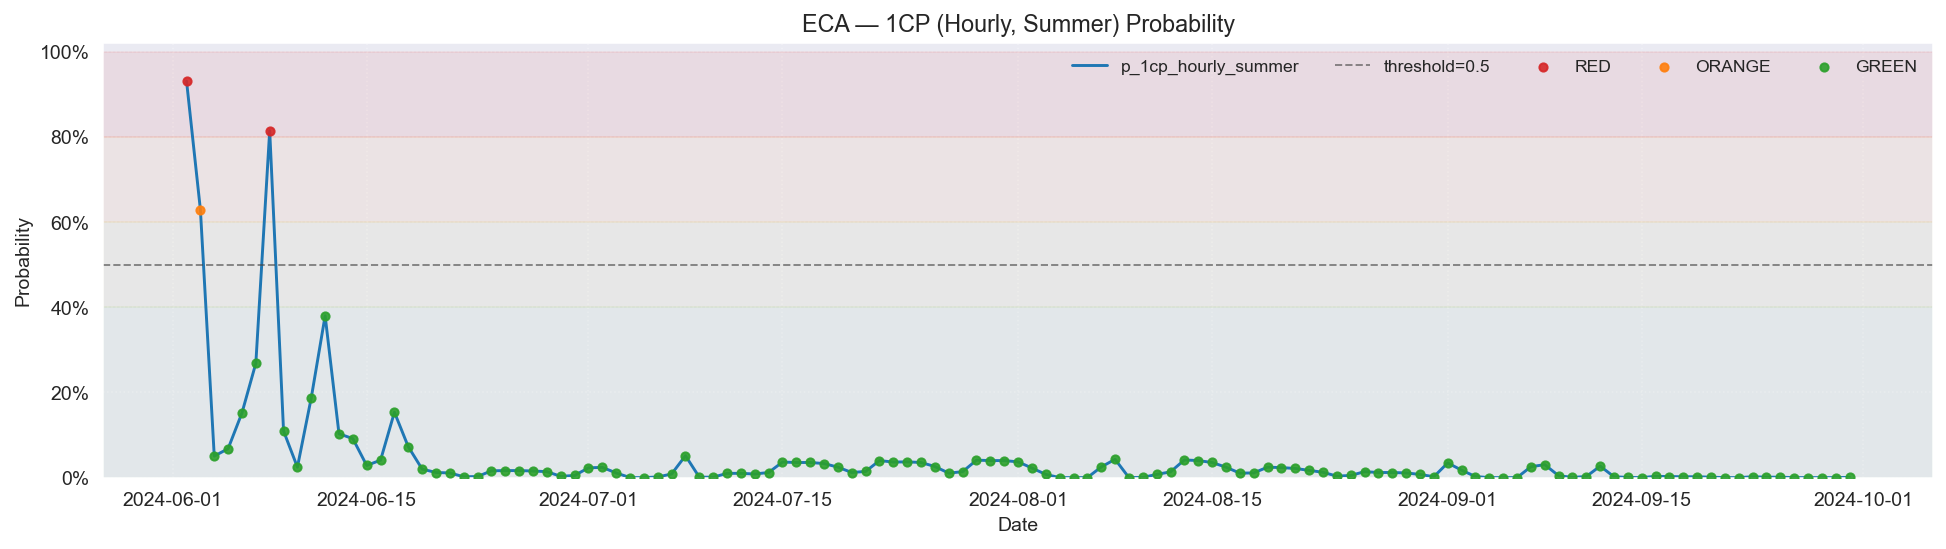 ECA — 1CP (Hourly, Summer) Probability
100%
80%
60%
40%
20%
0%
Probability
p_1cp_hourly_summer
threshold=0.5
RED
ORANGE
GREEN
2024-06-01
2024-06-15
2024-07-01
2024-07-15
2024-08-01
2024-08-15
2024-09-01
2024-09-15
2024-10-01
Date